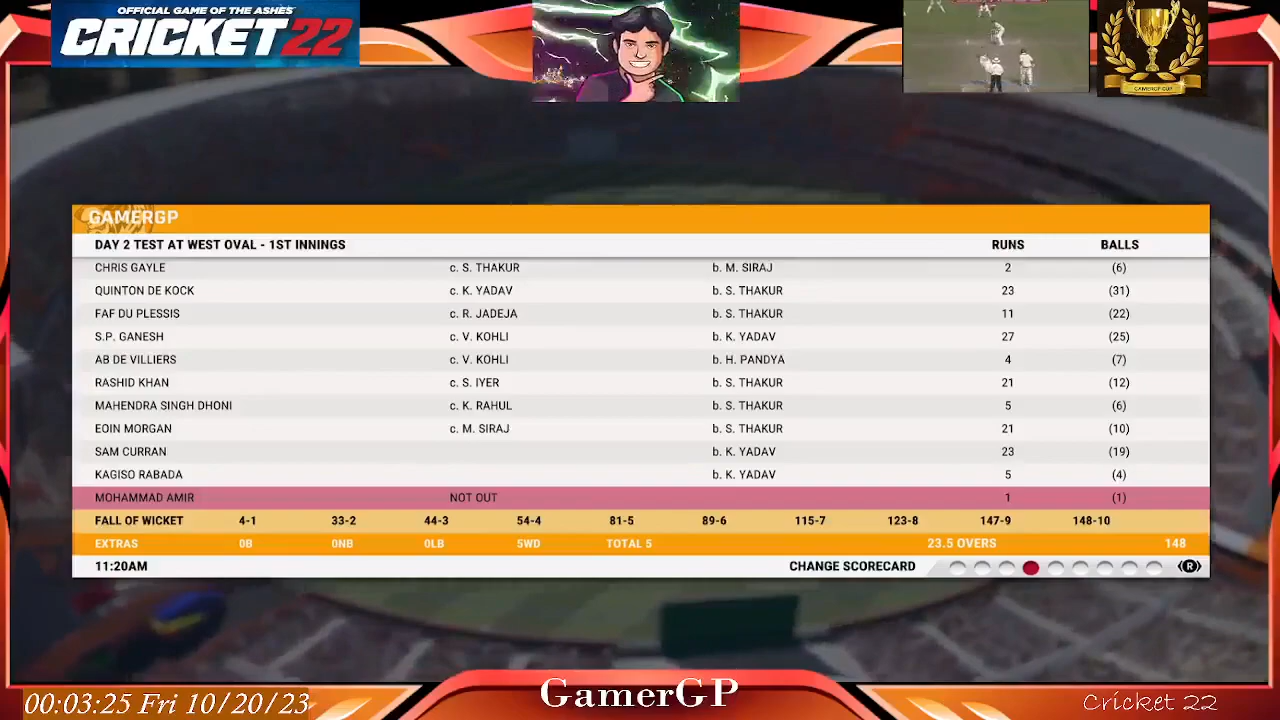 OFFICIAL GAME OF THE ASHES
CRICKET 22
GAMERGP CUP
GAMERGP
DAY 2 TEST AT WEST OVAL - 1ST INNINGS RUNS BALLS
CHRIS GAYLE c. S. THAKUR b. M. SIRAJ 2 (6)
QUINTON DE KOCK c. K. YADAV b. S. THAKUR 23 (31)
FAF DU PLESSIS c. R. JADEJA b. S. THAKUR 11 (22)
S.P. GANESH c. V. KOHLI b. K. YADAV 27 (25)
AB DE VILLIERS c. V. KOHLI b. H. PANDYA 4 (7)
RASHID KHAN c. S. IYER b. S. THAKUR 21 (12)
MAHENDRA SINGH DHONI c. K. RAHUL b. S. THAKUR 5 (6)
EOIN MORGAN c. M. SIRAJ b. S. THAKUR 21 (10)
SAM CURRAN b. K. YADAV 23 (19)
KAGISO RABADA b. K. YADAV 5 (4)
MOHAMMAD AMIR NOT OUT 1 (1)
FALL OF WICKET 4-1 33-2 44-3 54-4 81-5 89-6 115-7 123-8 147-9 148-10
EXTRAS 0B 0NB 0LB 5WD TOTAL 5 23.5 OVERS 148
11:20AM CHANGE SCORECARD R
00:03:25 Fri 10/20/23 GamerGP Cricket 22